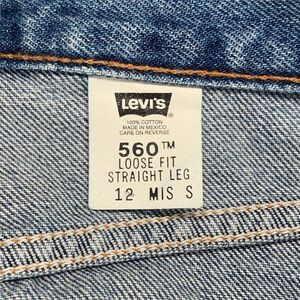 Levi's®
100% COTTON
MADE IN MEXICO
CARE ON REVERSE
560™
LOOSE FIT
STRAIGHT LEG
12 MIS S